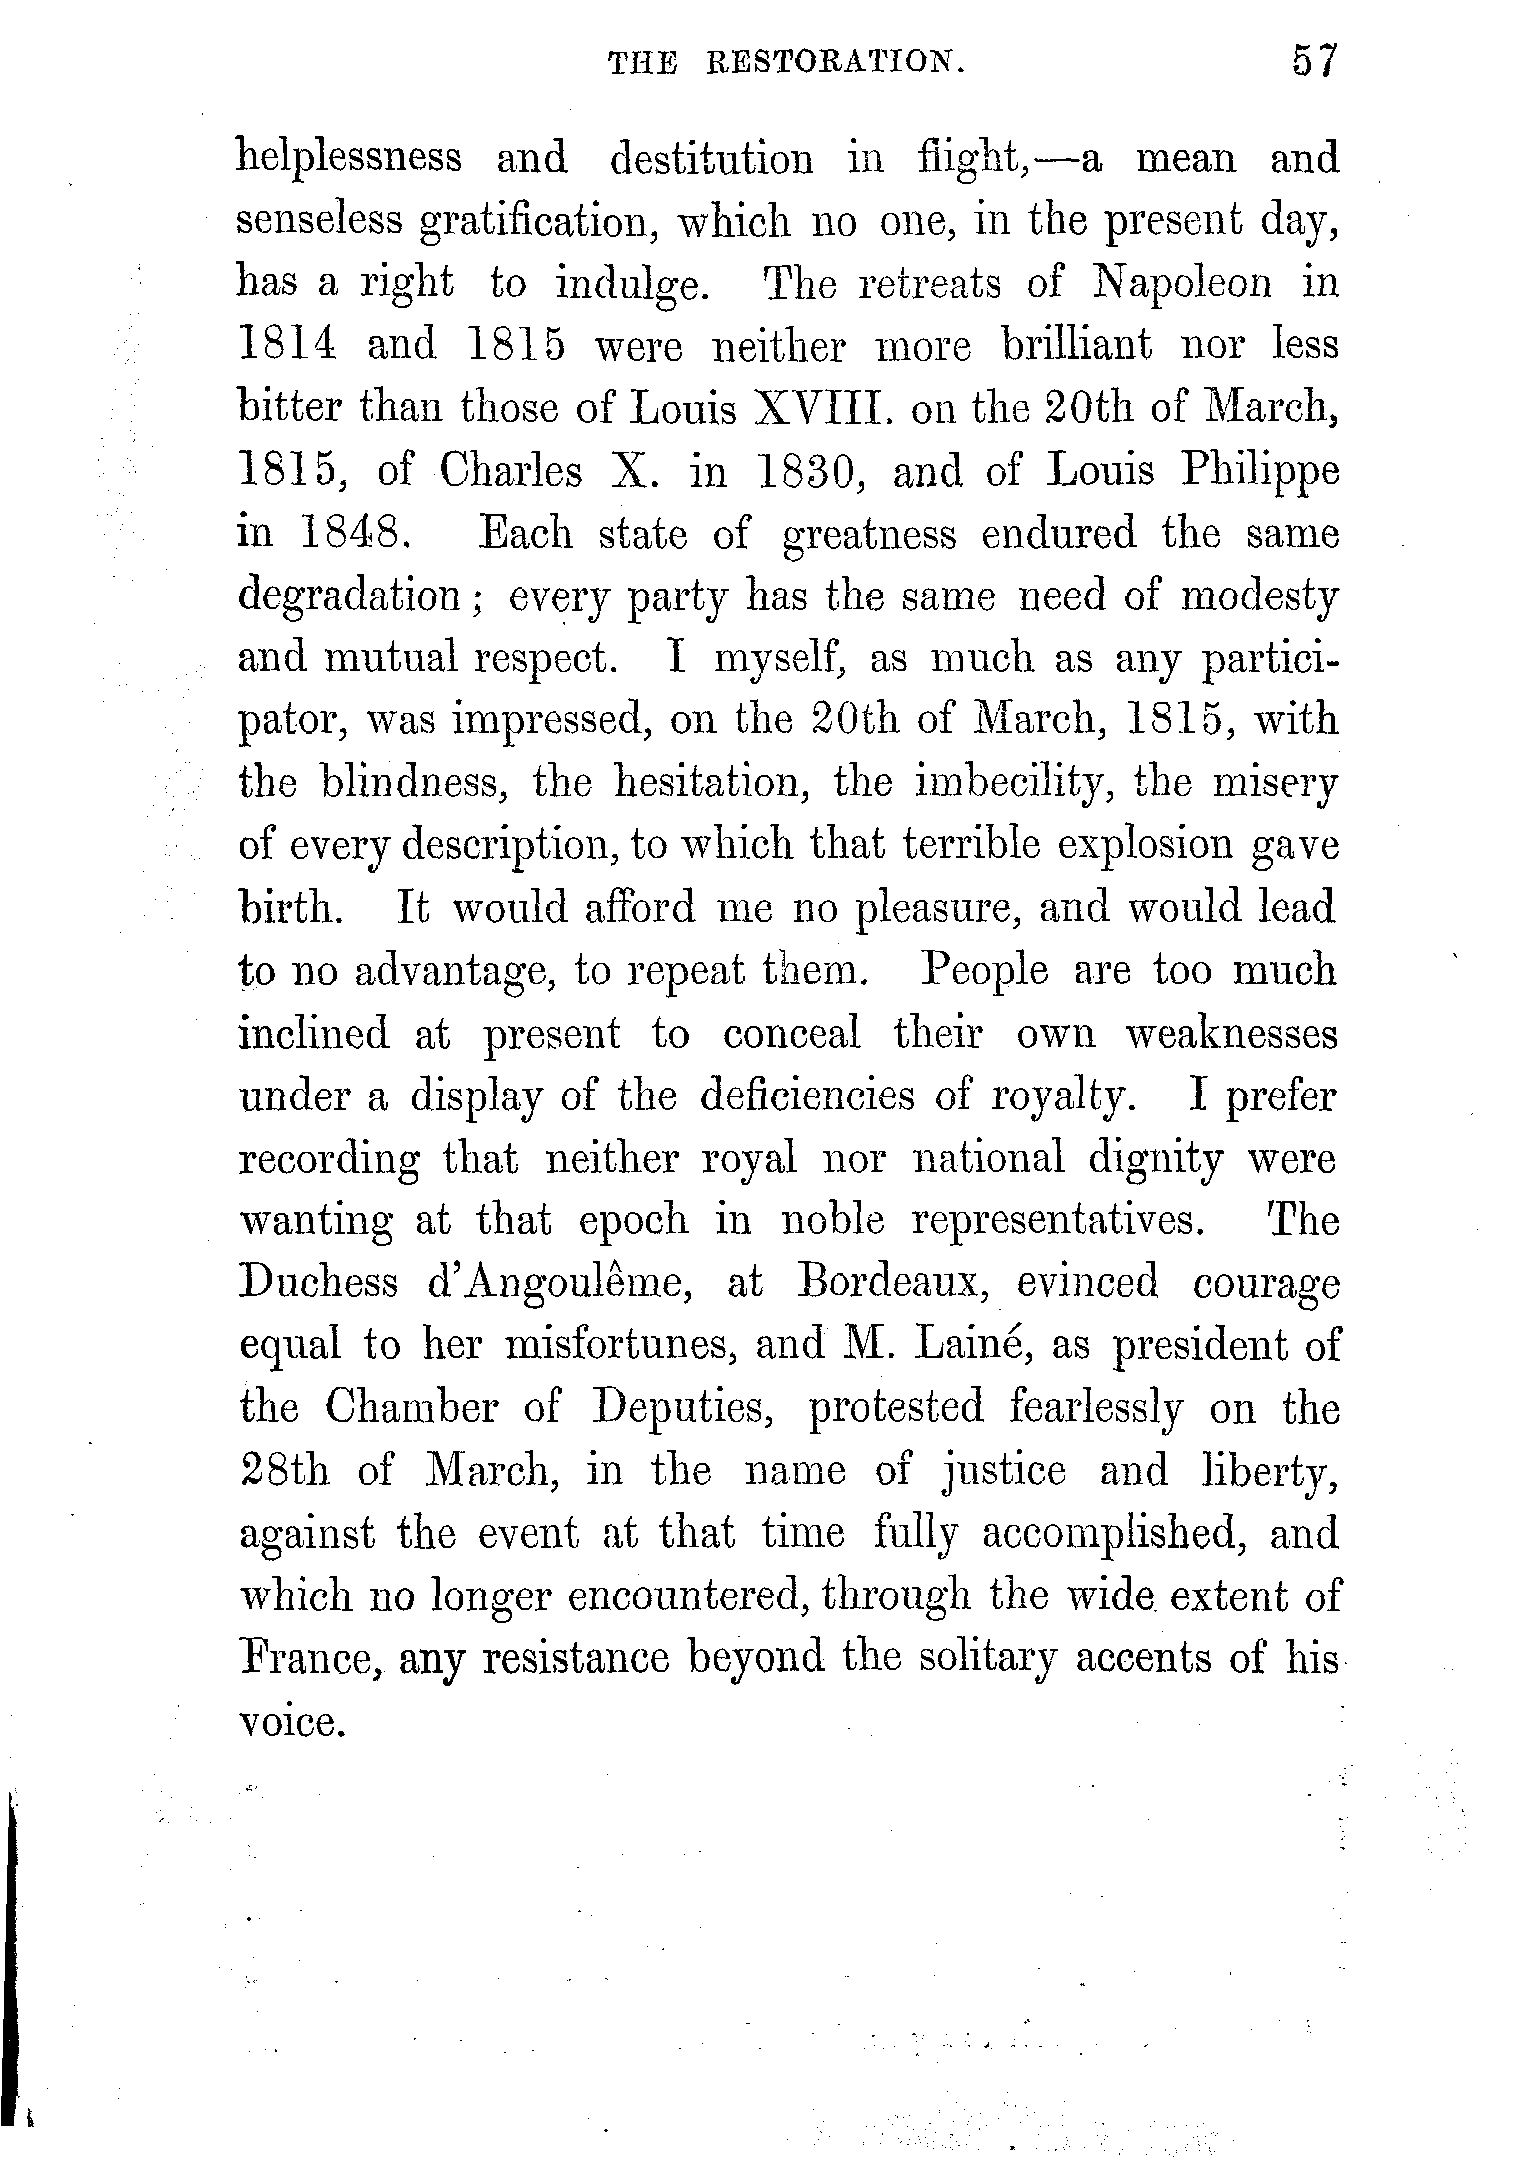 THE RESTORATION. 57
helplessness and destitution in flight,—a mean and
senseless gratification, which no one, in the present day,
has a right to indulge. The retreats of Napoleon in
1814 and 1815 were neither more brilliant nor less
bitter than those of Louis XVIII. on the 20th of March,
1815, of Charles X. in 1830, and of Louis Philippe
in 1848. Each state of greatness endured the same
degradation; every party has the same need of modesty
and mutual respect. I myself, as much as any partici-
pator, was impressed, on the 20th of March, 1815, with
the blindness, the hesitation, the imbecility, the misery
of every description, to which that terrible explosion gave
birth. It would afford me no pleasure, and would lead
to no advantage, to repeat them. People are too much
inclined at present to conceal their own weaknesses
under a display of the deficiencies of royalty. I prefer
recording that neither royal nor national dignity were
wanting at that epoch in noble representatives. The
Duchess d'Angoulême, at Bordeaux, evinced courage
equal to her misfortunes, and M. Lainé, as president of
the Chamber of Deputies, protested fearlessly on the
28th of March, in the name of justice and liberty,
against the event at that time fully accomplished, and
which no longer encountered, through the wide extent of
France, any resistance beyond the solitary accents of his
voice.